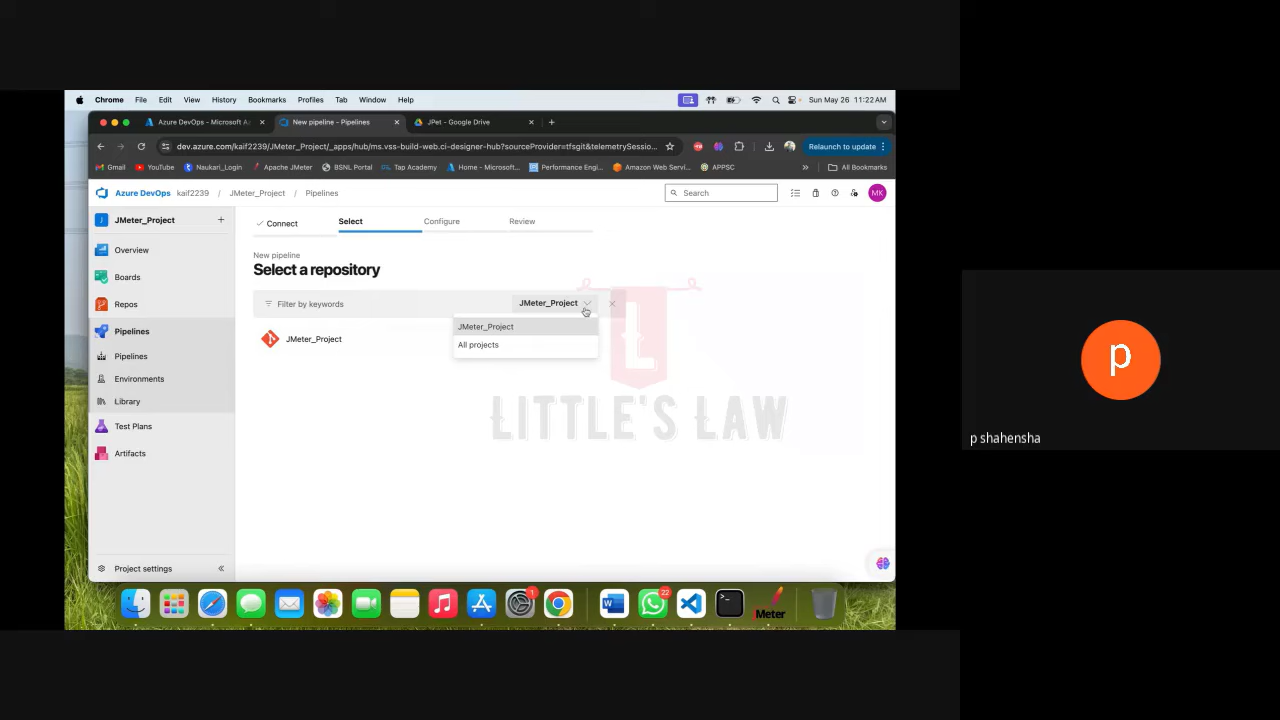 Chrome File Edit View History Bookmarks Profiles Tab Window Help Sun May 26 11:22 AM
Azure DevOps - Microsoft Az New pipeline - Pipelines JPet - Google Drive
dev.azure.com/kaif2239/JMeter_Project/_apps/hub/ms.vss-build-web.ci-designer-hub?sourceProvider=tfsgit&telemetrySessio... Relaunch to update
Gmail YouTube Naukari_Login Apache JMeter BSNL Portal Tap Academy Home - Microsoft... Performance Engi... Amazon Web Servi... APPSC » All Bookmarks
Azure DevOps kaif2239 / JMeter_Project / Pipelines Search MK
J JMeter_Project +
Connect Select Configure Review
Overview
Boards
Repos
Pipelines
Pipelines
Environments
Library
Test Plans
Artifacts
Project settings «
New pipeline
Select a repository
Filter by keywords JMeter_Project
JMeter_Project
JMeter_Project
All projects
L
LITTLE'S LAW
1
22
Meter
p
p shahensha